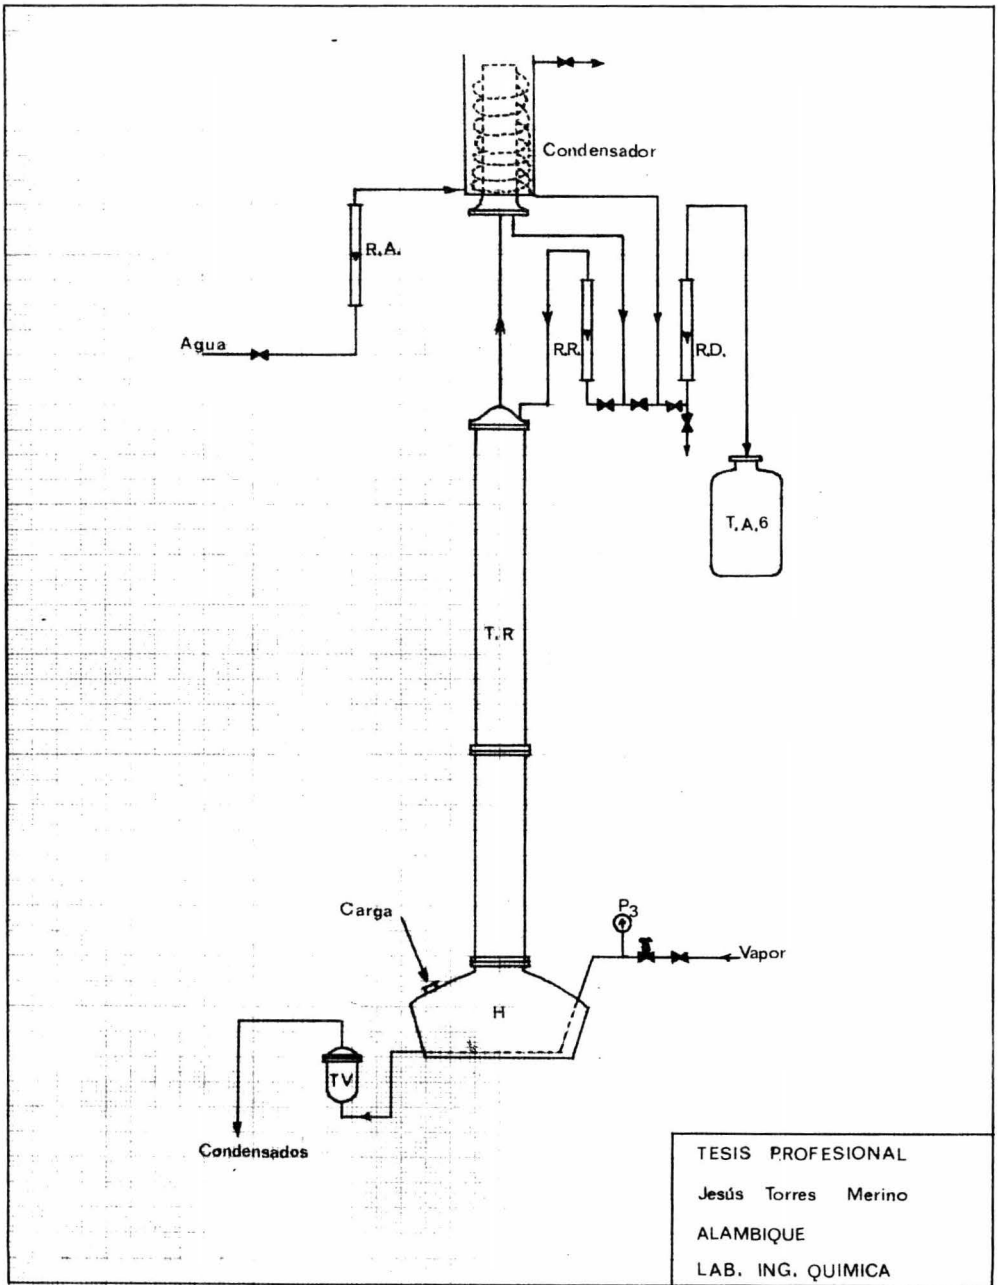 Condensador
R.A.
Agua
R.R.
R.D.
T.A.6
T.R
Carga
P3
Vapor
H
TV
Condensados
TESIS PROFESIONAL
Jesús Torres Merino
ALAMBIQUE
LAB. ING. QUIMICA